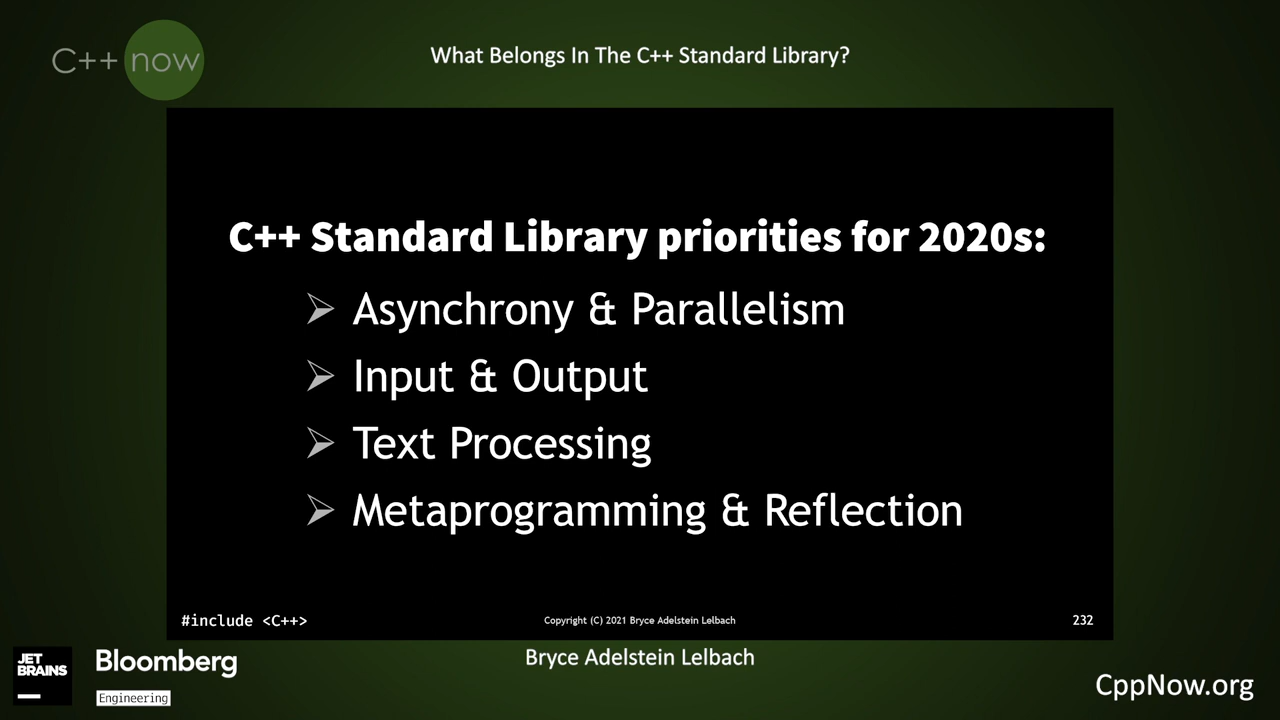 C++ now
What Belongs In The C++ Standard Library?
C++ Standard Library priorities for 2020s:
Asynchrony & Parallelism
Input & Output
Text Processing
Metaprogramming & Reflection
#include <C++>
Copyright (C) 2021 Bryce Adelstein Lelbach
232
JET
BRAINS
Bloomberg
Engineering
Bryce Adelstein Lelbach
CppNow.org